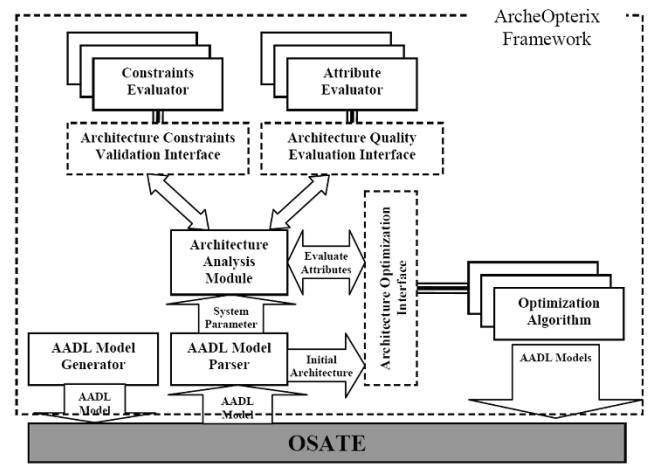 ArcheOpterix
Framework
Constraints
Evaluator
Attribute
Evaluator
Architecture Constraints
Validation Interface
Architecture Quality
Evaluation Interface
Architecture
Analysis
Module
Evaluate
Attributes
Architecture Optimization
Interface
Optimization
Algorithm
System
Parameter
AADL Model
Generator
AADL Model
Parser
Initial
Architecture
AADL Models
AADL
Model
AADL
Model
OSATE